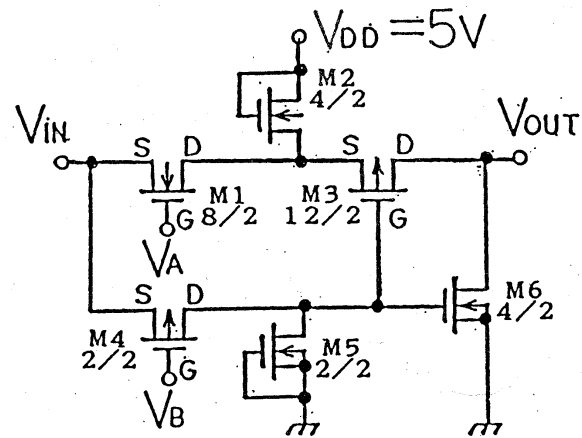 VDD = 5V
M2
4/2
VIN
VOUT
S D
S D
M1
8/2
G
M3
12/2
G
VA
S D
M4
2/2
G
VB
M5
2/2
M6
4/2